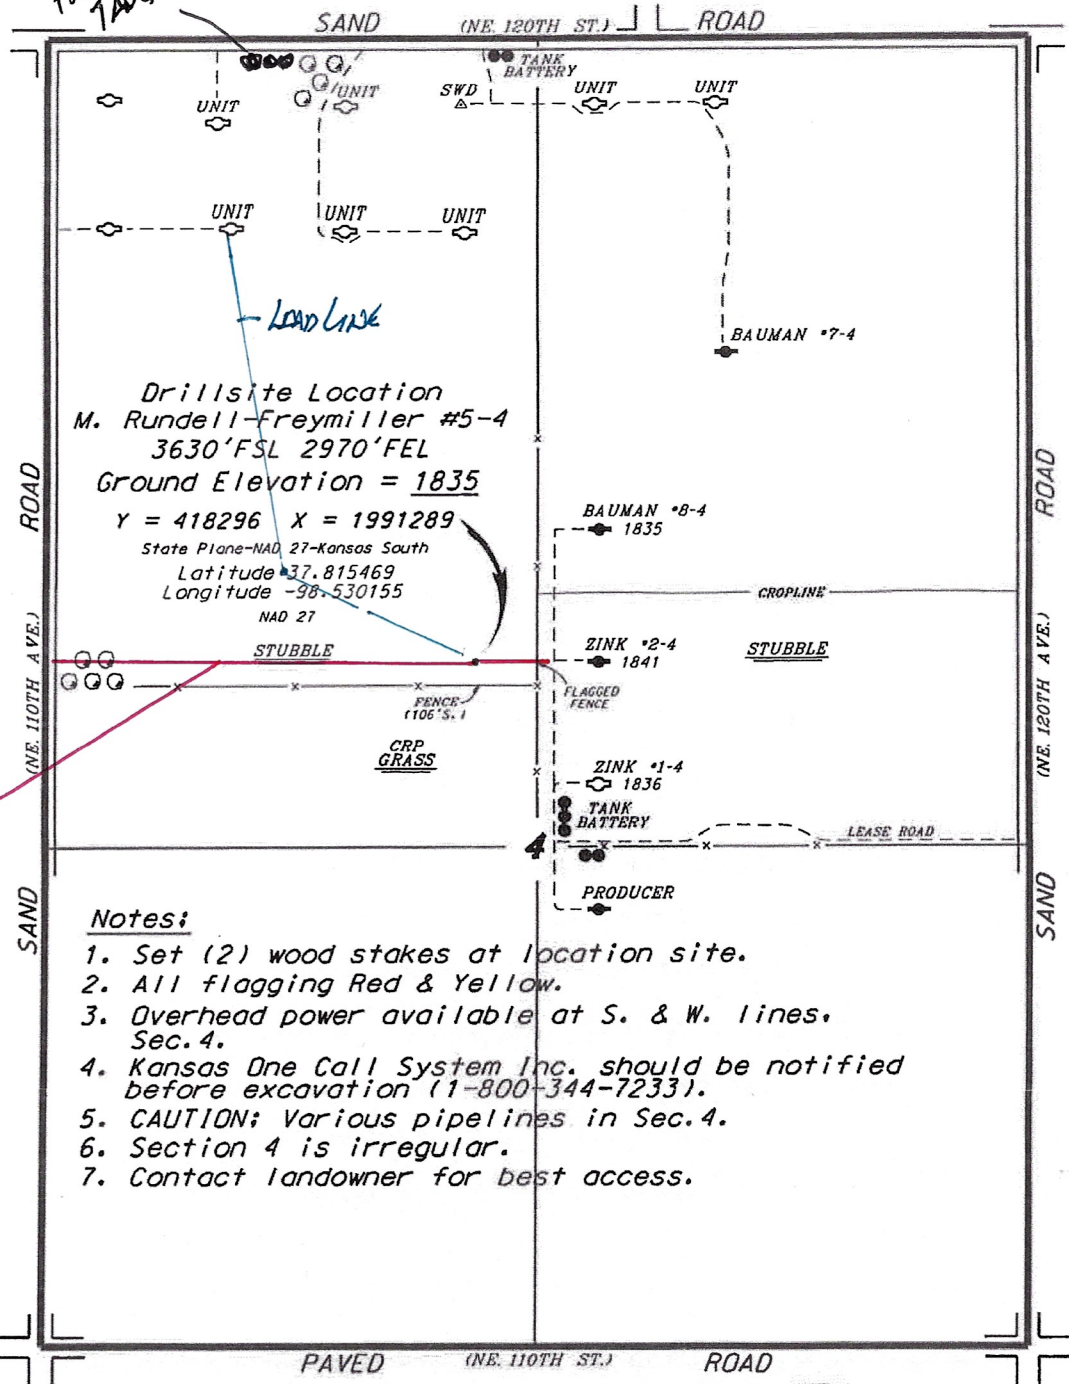 SAND (NE. 120TH ST.) ROAD
TANK
BATTERY
UNIT
UNIT
SWD
UNIT
UNIT
UNIT
UNIT
UNIT
LEAD LINE
BAUMAN #7-4
Drillsite Location
M. Rundell-Freymiller #5-4
3630'FSL 2970'FEL
Ground Elevation = 1835
Y = 418296 X = 1991289
State Plane-NAD 27-Kansas South
Latitude 37.815469
Longitude -98.530155
NAD 27
BAUMAN #8-4
1835
CROPLINE
STUBBLE
ZINK #2-4
1841
STUBBLE
FLAGGED
FENCE
FENCE
(106'S.)
CRP
GRASS
ZINK #1-4
1836
TANK
BATTERY
LEASE ROAD
4
PRODUCER
ROAD
(NE. 110TH AVE.)
SAND
ROAD
(NE. 120TH AVE.)
SAND
Notes:
1. Set (2) wood stakes at location site.
2. All flagging Red & Yellow.
3. Overhead power available at S. & W. lines.
Sec.4.
4. Kansas One Call System Inc. should be notified
before excavation (1-800-344-7233).
5. CAUTION: Various pipelines in Sec.4.
6. Section 4 is irregular.
7. Contact landowner for best access.
PAVED (NE. 110TH ST.) ROAD